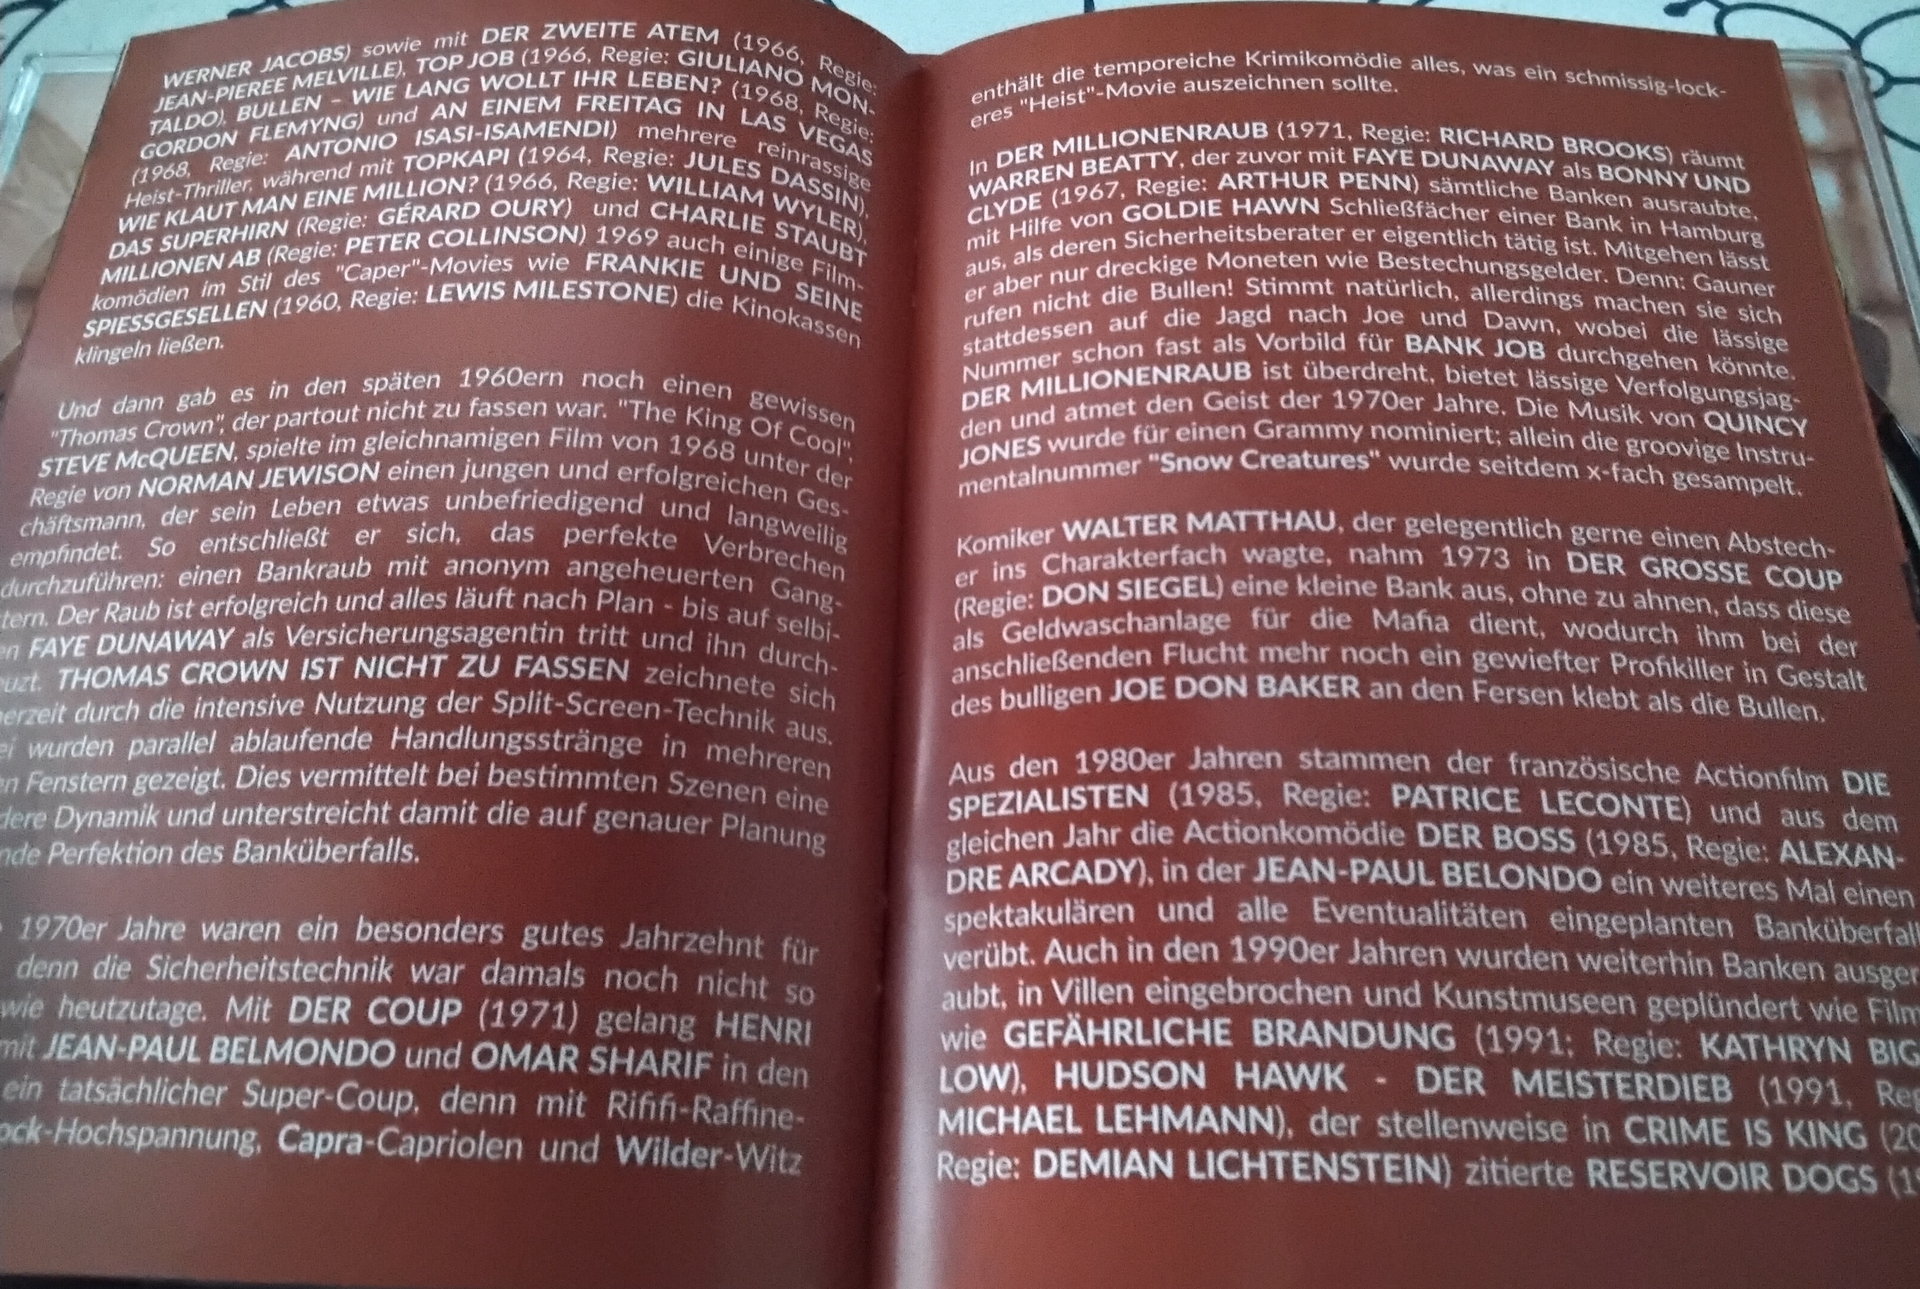 WERNER JACOBS) sowie mit DER ZWEITE ATEM (1966, Regie:
JEAN-PIEREE MELVILLE), TOP JOB (1966, Regie: GIULIANO MON-
TALDO), BULLEN - WIE LANG WOLLT IHR LEBEN? (1968, Regie:
GORDON FLEMYNG) und AN EINEM FREITAG IN LAS VEGAS
(1968, Regie: ANTONIO ISASI-ISAMENDI) mehrere reinrassige
Heist-Thriller, während mit TOPKAPI (1964, Regie: JULES DASSIN),
WIE KLAUT MAN EINE MILLION? (1966, Regie: WILLIAM WYLER),
DAS SUPERHIRN (Regie: GÉRARD OURY) und CHARLIE STAUBT
MILLIONEN AB (Regie: PETER COLLINSON) 1969 auch einige Film-
komödien im Stil des "Caper"-Movies wie FRANKIE UND SEINE
SPIESSGESELLEN (1960, Regie: LEWIS MILESTONE) die Kinokassen
klingeln ließen.
Und dann gab es in den späten 1960ern noch einen gewissen
"Thomas Crown", der partout nicht zu fassen war. "The King Of Cool",
STEVE McQUEEN, spielte im gleichnamigen Film von 1968 unter der
Regie von NORMAN JEWISON einen jungen und erfolgreichen Ges-
chäftsmann, der sein Leben etwas unbefriedigend und langweilig
empfindet. So entschließt er sich, das perfekte Verbrechen
durchzuführen: einen Bankraub mit anonym angeheuerten Gang-
tern. Der Raub ist erfolgreich und alles läuft nach Plan - bis auf selbi-
en FAYE DUNAWAY als Versicherungsagentin tritt und ihn durch-
uzt. THOMAS CROWN IST NICHT ZU FASSEN zeichnete sich
erzeit durch die intensive Nutzung der Split-Screen-Technik aus.
ei wurden parallel ablaufende Handlungsstränge in mehreren
en Fenstern gezeigt. Dies vermittelt bei bestimmten Szenen eine
dere Dynamik und unterstreicht damit die auf genauer Planung
nde Perfektion des Banküberfalls.
1970er Jahre waren ein besonders gutes Jahrzehnt für
denn die Sicherheitstechnik war damals noch nicht so
wie heutzutage. Mit DER COUP (1971) gelang HENRI
mit JEAN-PAUL BELMONDO und OMAR SHARIF in den
ein tatsächlicher Super-Coup, denn mit Rififi-Raffine-
ock-Hochspannung, Capra-Capriolen und Wilder-Witz
enthält die temporeiche Krimikomödie alles, was ein schmissig-lock-
eres "Heist"-Movie auszeichnen sollte.
In DER MILLIONENRAUB (1971, Regie: RICHARD BROOKS) räumt
WARREN BEATTY, der zuvor mit FAYE DUNAWAY als BONNY UND
CLYDE (1967, Regie: ARTHUR PENN) sämtliche Banken ausraubte,
mit Hilfe von GOLDIE HAWN Schließfächer einer Bank in Hamburg
aus, als deren Sicherheitsberater er eigentlich tätig ist. Mitgehen lässt
er aber nur dreckige Moneten wie Bestechungsgelder. Denn: Gauner
rufen nicht die Bullen! Stimmt natürlich, allerdings machen sie sich
stattdessen auf die Jagd nach Joe und Dawn, wobei die lässige
Nummer schon fast als Vorbild für BANK JOB durchgehen könnte.
DER MILLIONENRAUB ist überdreht, bietet lässige Verfolgungsjag-
den und atmet den Geist der 1970er Jahre. Die Musik von QUINCY
JONES wurde für einen Grammy nominiert; allein die groovige Instru-
mentalnummer "Snow Creatures" wurde seitdem x-fach gesampelt.
Komiker WALTER MATTHAU, der gelegentlich gerne einen Abstech-
er ins Charakterfach wagte, nahm 1973 in DER GROSSE COUP
(Regie: DON SIEGEL) eine kleine Bank aus, ohne zu ahnen, dass diese
als Geldwaschanlage für die Mafia dient, wodurch ihm bei der
anschließenden Flucht mehr noch ein gewiefter Profikiller in Gestalt
des bulligen JOE DON BAKER an den Fersen klebt als die Bullen.
Aus den 1980er Jahren stammen der französische Actionfilm DIE
SPEZIALISTEN (1985, Regie: PATRICE LECONTE) und aus dem
gleichen Jahr die Actionkomödie DER BOSS (1985, Regie: ALEXAN-
DRE ARCADY), in der JEAN-PAUL BELONDO ein weiteres Mal einen
spektakulären und alle Eventualitäten eingeplanten Banküberfall
verübt. Auch in den 1990er Jahren wurden weiterhin Banken ausger
aubt, in Villen eingebrochen und Kunstmuseen geplündert wie Film
wie GEFÄHRLICHE BRANDUNG (1991; Regie: KATHRYN BIG
LOW), HUDSON HAWK - DER MEISTERDIEB (1991, Reg
MICHAEL LEHMANN), der stellenweise in CRIME IS KING (20
Regie: DEMIAN LICHTENSTEIN) zitierte RESERVOIR DOGS (19